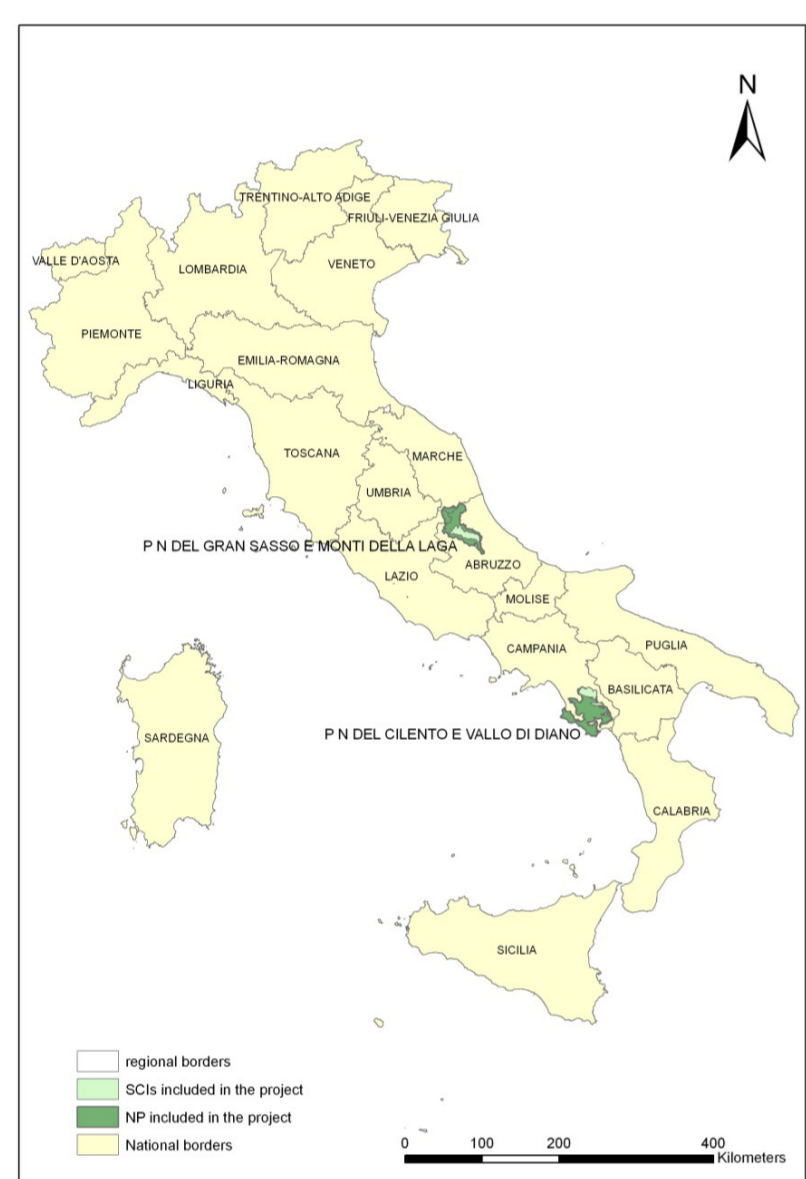 N
TRENTINO-ALTO ADIGE
FRIULI-VENEZIA GIULIA
VALLE D'AOSTA
LOMBARDIA
VENETO
PIEMONTE
EMILIA-ROMAGNA
LIGURIA
TOSCANA
MARCHE
UMBRIA
P N DEL GRAN SASSO E MONTI DELLA LAGA
ABRUZZO
LAZIO
MOLISE
CAMPANIA
PUGLIA
BASILICATA
P N DEL CILENTO E VALLO DI DIANO
SARDEGNA
CALABRIA
SICILIA
regional borders
SCIs included in the project
NP included in the project
National borders
0 100 200 400
Kilometers